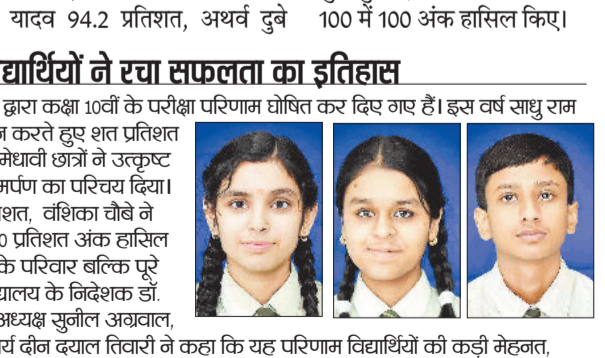 यादव 94.2 प्रतिशत, अथर्व दुबे
100 में 100 अंक हासिल किए।
द्यार्थियों ने रचा सफलता का इतिहास
द्वारा कक्षा 10वीं के परीक्षा परिणाम घोषित कर दिए गए हैं। इस वर्ष साधु राम
न करते हुए शत प्रतिशत
मेधावी छात्रों ने उत्कृष्ट
मर्पण का परिचय दिया।
शत, वंशिका चौबे ने
0 प्रतिशत अंक हासिल
के परिवार बल्कि पूरे
द्यालय के निदेशक डॉ.
अध्यक्ष सुनील अग्रवाल,
र्य दीन दयाल तिवारी ने कहा कि यह परिणाम विद्यार्थियों की कड़ी मेहनत,